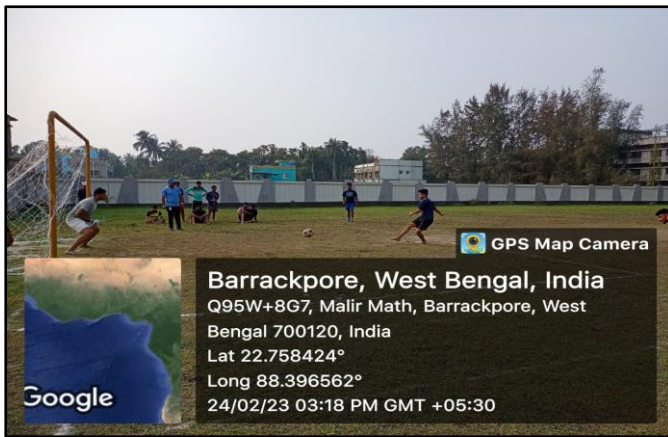 GPS Map Camera
Barrackpore, West Bengal, India
Q95W+8G7, Malir Math, Barrackpore, West
Bengal 700120, India
Lat 22.758424°
Long 88.396562°
24/02/23 03:18 PM GMT +05:30
Google